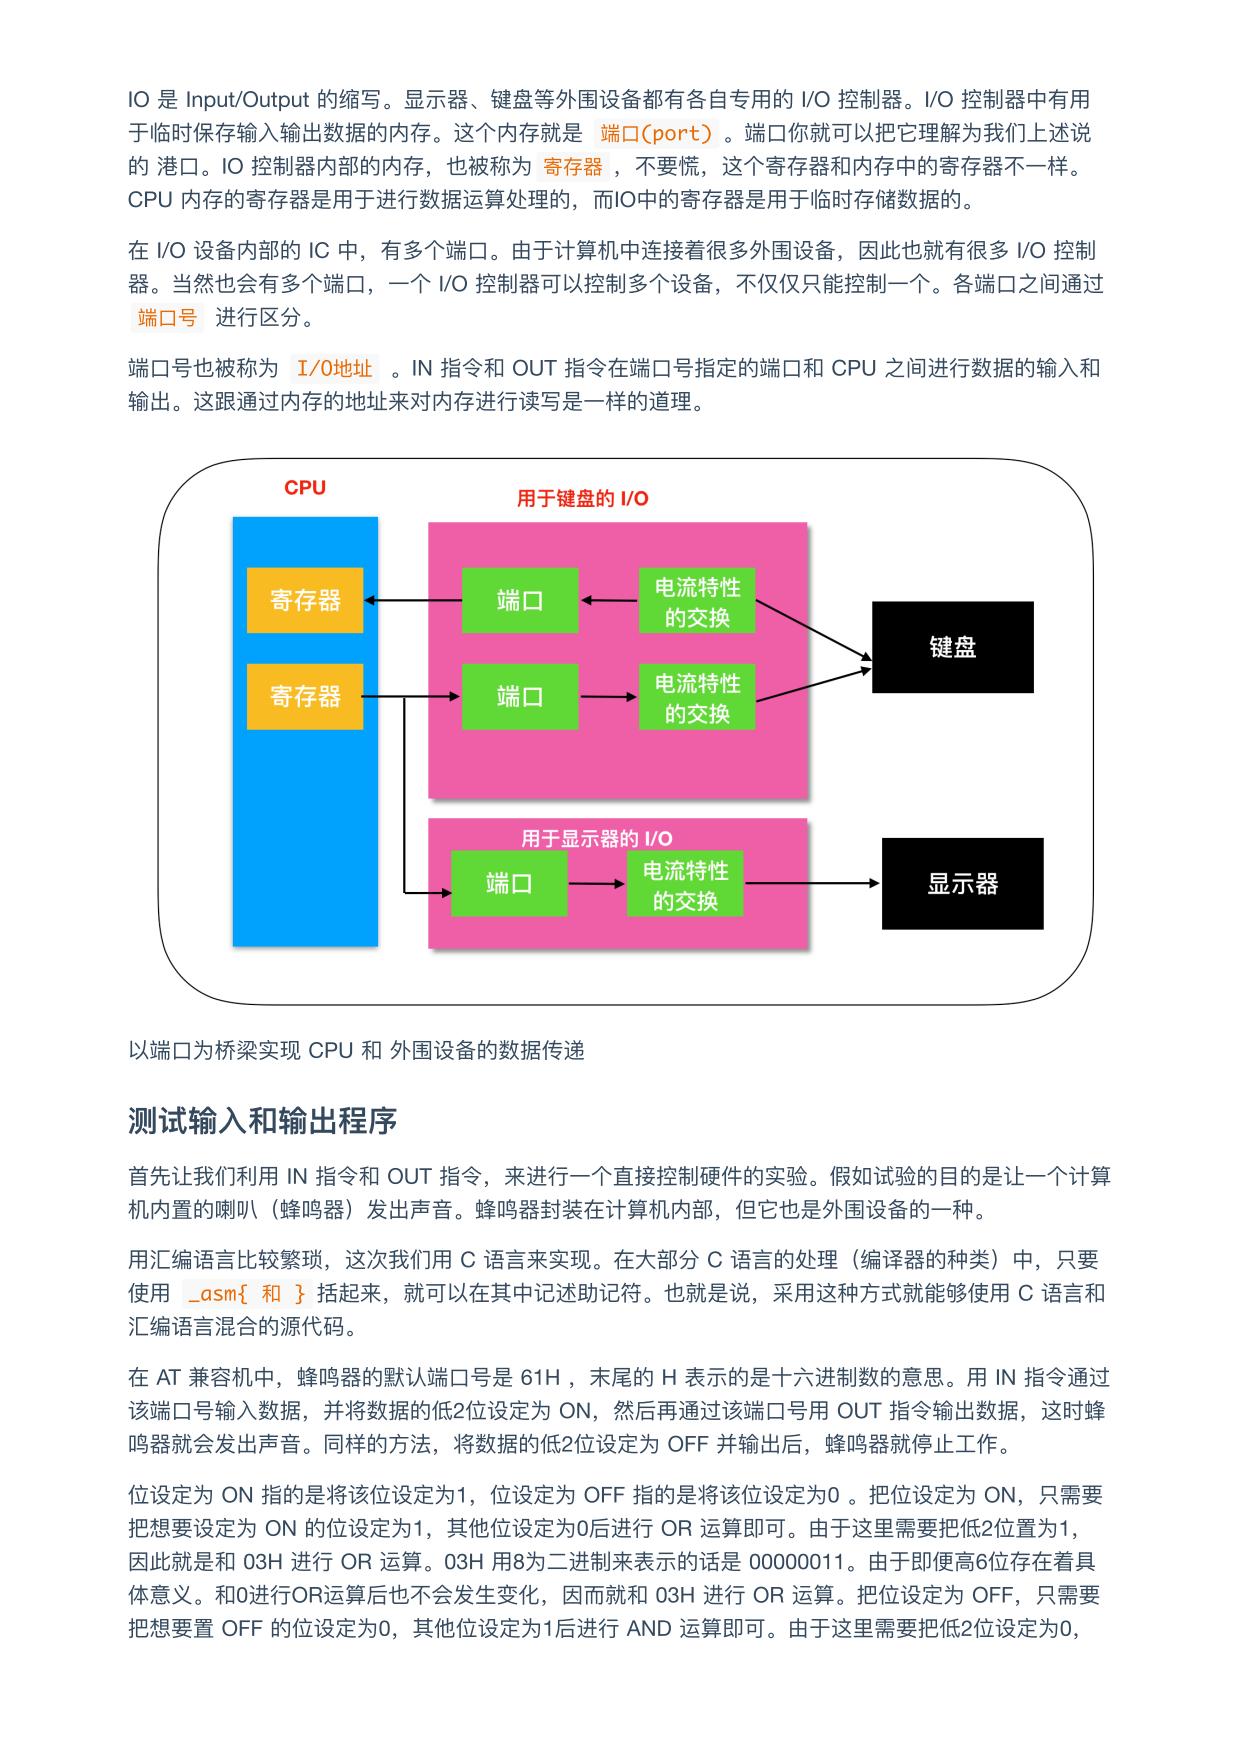 IO 是 Input/Output 的缩写。显示器、键盘等外围设备都有各自专用的 I/O 控制器。I/O 控制器中有用
于临时保存输入输出数据的内存。这个内存就是 端口(port) 。端口你就可以把它理解为我们上述说
的 港口。IO 控制器内部的内存，也被称为 寄存器 ，不要慌，这个寄存器和内存中的寄存器不一样。
CPU 内存的寄存器是用于进行数据运算处理的，而IO中的寄存器是用于临时存储数据的。
在 I/O 设备内部的 IC 中，有多个端口。由于计算机中连接着很多外围设备，因此也就有很多 I/O 控制
器。当然也会有多个端口，一个 I/O 控制器可以控制多个设备，不仅仅只能控制一个。各端口之间通过
端口号 进行区分。
端口号也被称为 I/O地址 。IN 指令和 OUT 指令在端口号指定的端口和 CPU 之间进行数据的输入和
输出。这跟通过内存的地址来对内存进行读写是一样的道理。
CPU
用于键盘的 I/O
寄存器
端口
电流特性
的交换
键盘
寄存器
端口
电流特性
的交换
用于显示器的 I/O
端口
电流特性
的交换
显示器
以端口为桥梁实现 CPU 和 外围设备的数据传递
测试输入和输出程序
首先让我们利用 IN 指令和 OUT 指令，来进行一个直接控制硬件的实验。假如试验的目的是让一个计算
机内置的喇叭（蜂鸣器）发出声音。蜂鸣器封装在计算机内部，但它也是外围设备的一种。
用汇编语言比较繁琐，这次我们用 C 语言来实现。在大部分 C 语言的处理（编译器的种类）中，只要
使用 _asm{ 和 } 括起来，就可以在其中记述助记符。也就是说，采用这种方式就能够使用 C 语言和
汇编语言混合的源代码。
在 AT 兼容机中，蜂鸣器的默认端口号是 61H ，末尾的 H 表示的是十六进制数的意思。用 IN 指令通过
该端口号输入数据，并将数据的低2位设定为 ON，然后再通过该端口号用 OUT 指令输出数据，这时蜂
鸣器就会发出声音。同样的方法，将数据的低2位设定为 OFF 并输出后，蜂鸣器就停止工作。
位设定为 ON 指的是将该位设定为1，位设定为 OFF 指的是将该位设定为0 。把位设定为 ON，只需要
把想要设定为 ON 的位设定为1，其他位设定为0后进行 OR 运算即可。由于这里需要把低2位置为1，
因此就是和 03H 进行 OR 运算。03H 用8为二进制来表示的话是 00000011。由于即便高6位存在着具
体意义。和0进行OR运算后也不会发生变化，因而就和 03H 进行 OR 运算。把位设定为 OFF，只需要
把想要置 OFF 的位设定为0，其他位设定为1后进行 AND 运算即可。由于这里需要把低2位设定为0，